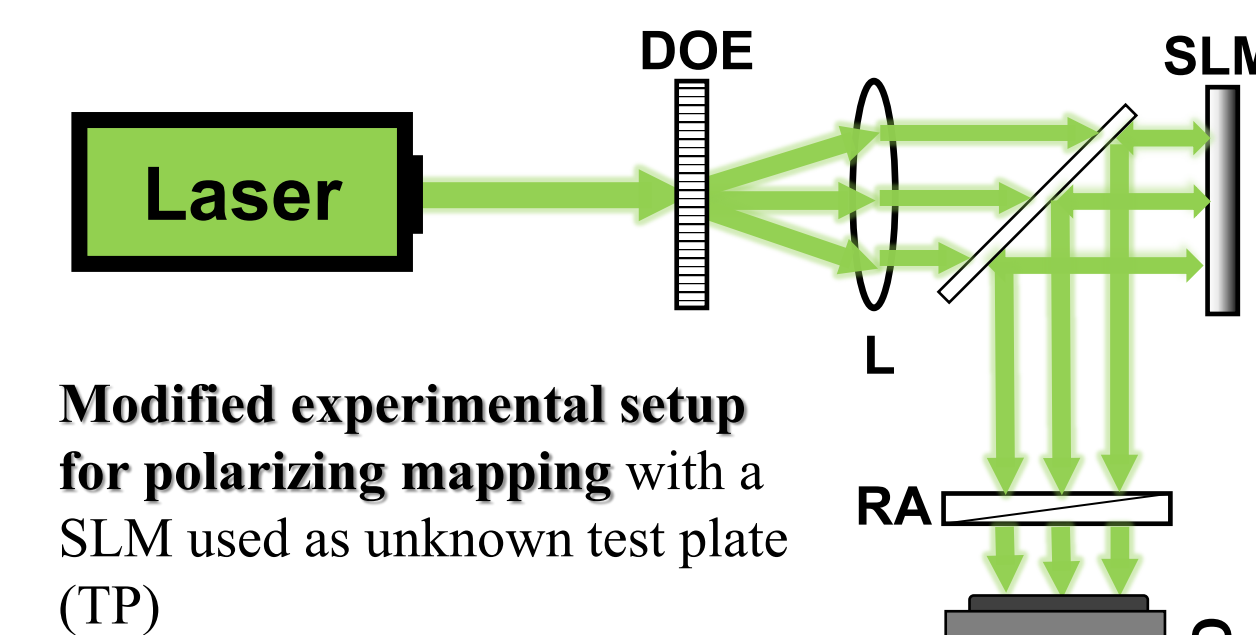 DOE
SLM
Laser
L
Modified experimental setup
for polarizing mapping with a
SLM used as unknown test plate
(TP)
RA